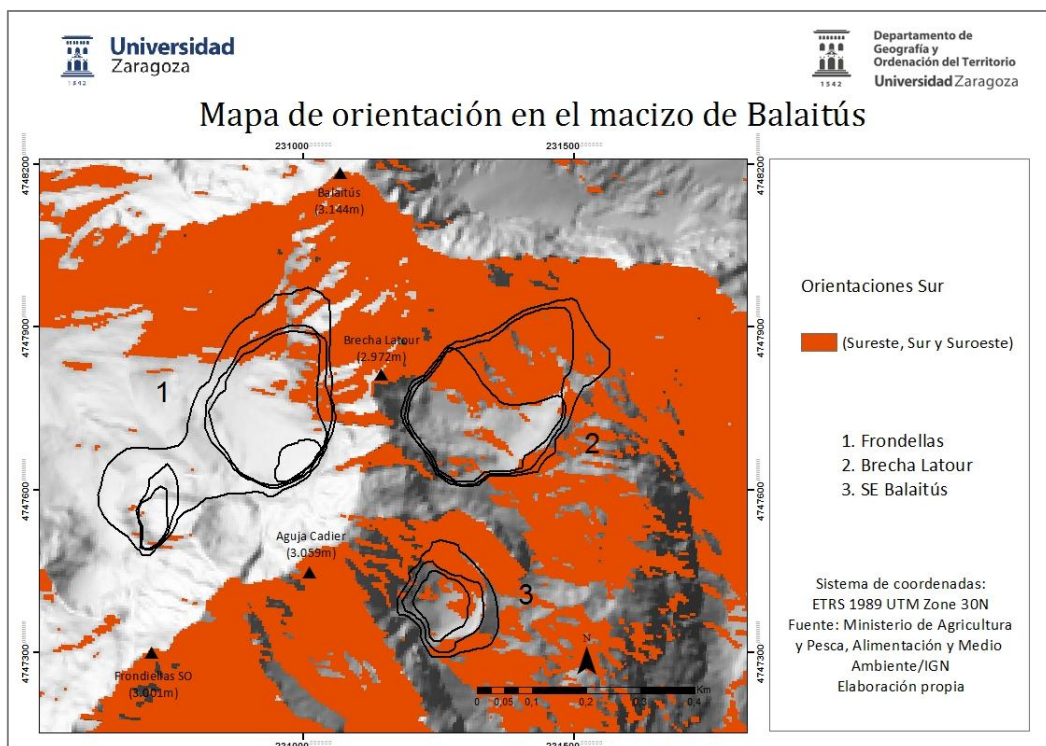 Universidad
Zaragoza
1542
Departamento de
Geografía y
Ordenación del Territorio
Universidad Zaragoza
1542
Mapa de orientación en el macizo de Balaitús
231000
231500
4748200
4748200
Balaitús
(3.144m)
4747900
4747900
Brecha Latour
(2.972m)
1
2
4747600
4747600
Aguja Cadier
(3.059m)
3
N
4747300
4747300
Frondiellas SO
(3.001m)
Km
0 0,05 0,1 0,2 0,3 0,4
231000
231500
Orientaciones Sur
(Sureste, Sur y Suroeste)
1. Frondellas
2. Brecha Latour
3. SE Balaitús
Sistema de coordenadas:
ETRS 1989 UTM Zone 30N
Fuente: Ministerio de Agricultura
y Pesca, Alimentación y Medio
Ambiente/IGN
Elaboración propia